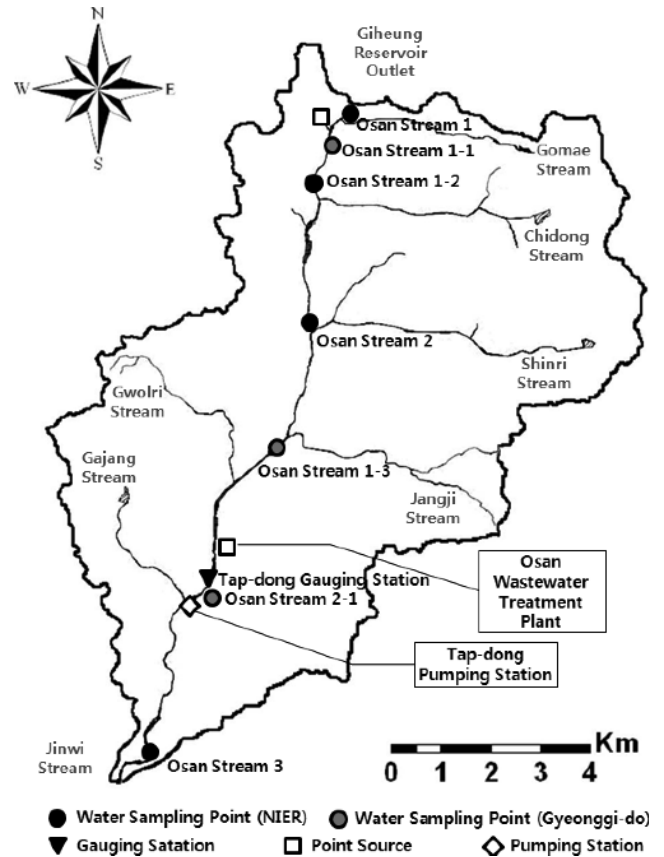 N
W
E
S
Giheung
Reservoir
Outlet
Osan Stream 1
Osan Stream 1-1
Gomae
Stream
Osan Stream 1-2
Chidong
Stream
Osan Stream 2
Shinri
Stream
Gwolri
Stream
Gajang
Stream
Osan Stream 1-3
Jangji
Stream
Tap-dong Gauging Station
Osan Stream 2-1
Osan
Wastewater
Treatment
Plant
Tap-dong
Pumping Station
Jinwi
Stream
Osan Stream 3
Km
0 1 2 3 4
Water Sampling Point (NIER)
Water Sampling Point (Gyeonggi-do)
Gauging Satation
Point Source
Pumping Station